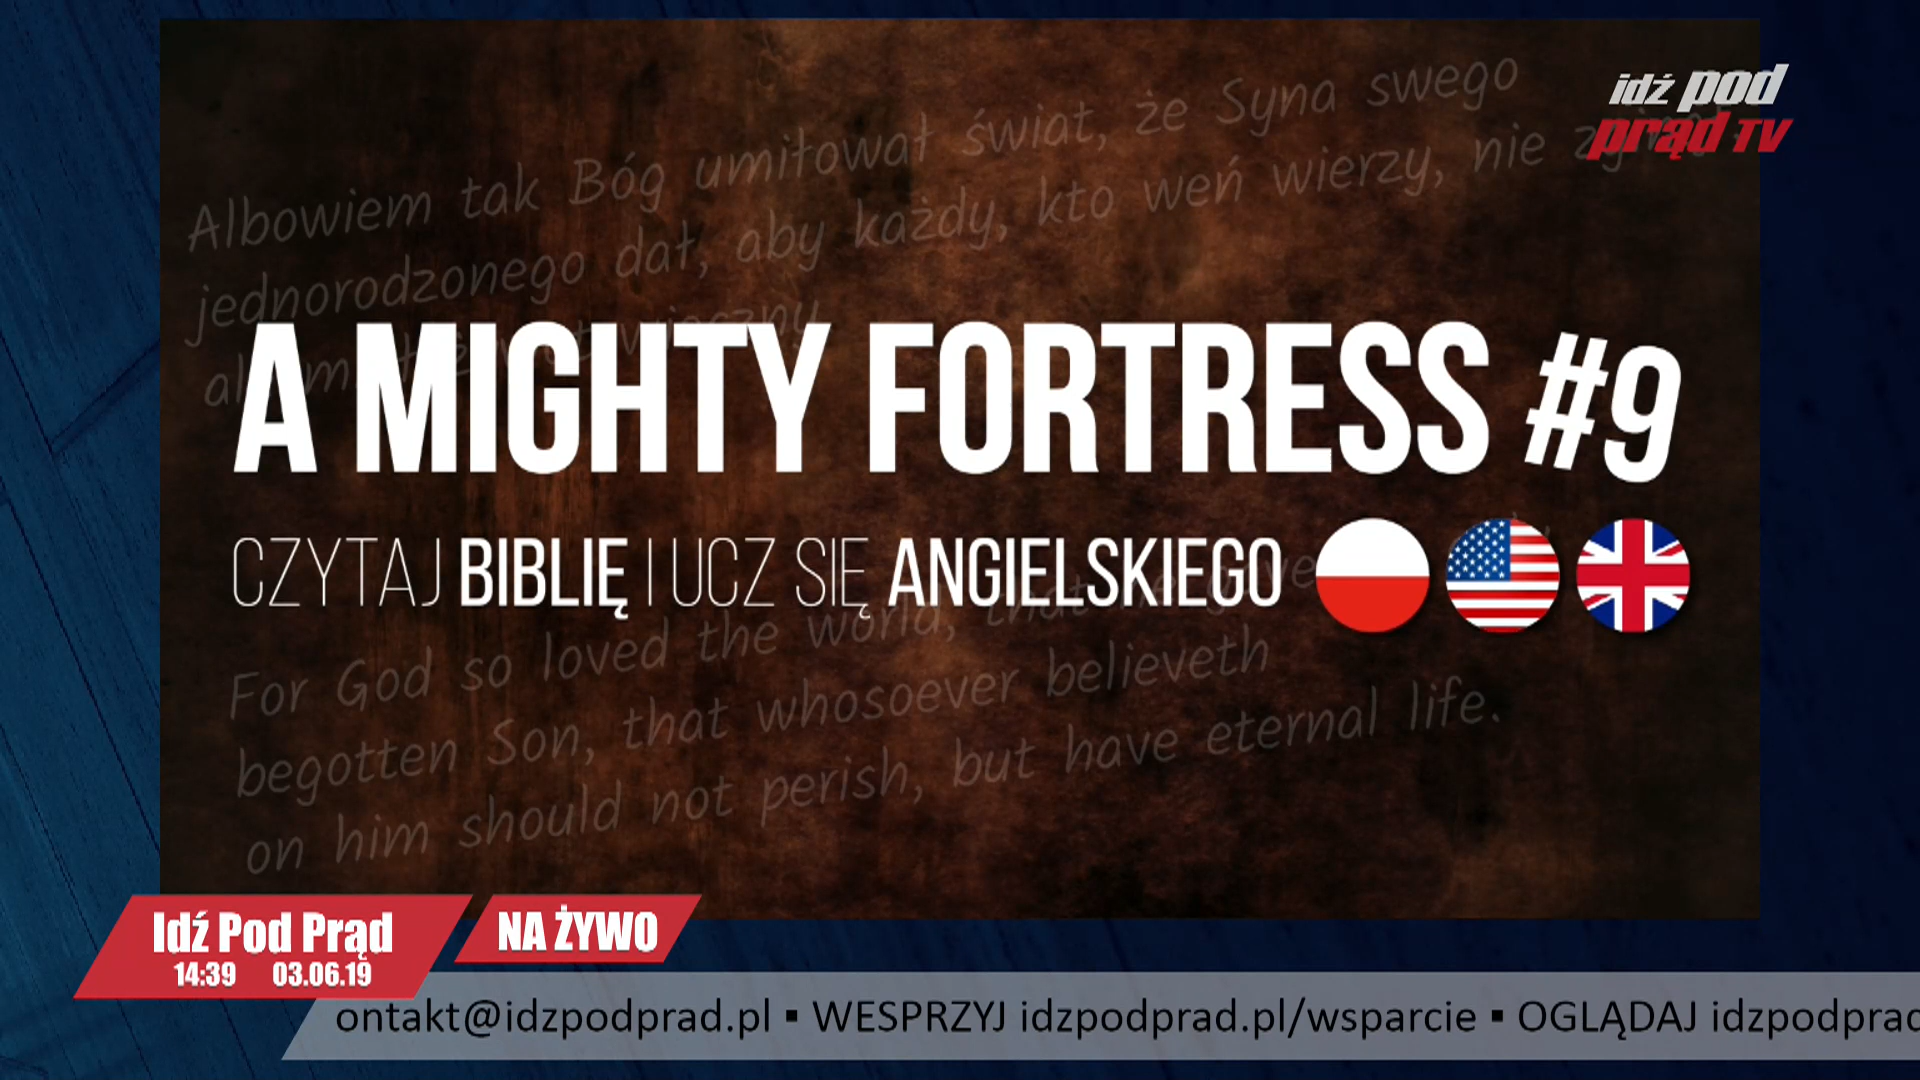 idź pod
prąd TV
Albowiem tak Bóg umiłował świat, że Syna swego
jednorodzonego dał, aby każdy, kto weń wierzy, nie
A MIGHTY FORTRESS #9
CZYTAJ BIBLIĘ I UCZ SIĘ ANGIELSKIEGO
For God so loved the world, that he gave
begotten Son, that whosoever believeth
on him should not perish, but have eternal life.
Idź Pod Prąd
14:39 03.06.19
NA ŻYWO
ontakt@idzpodprad.pl ▪ WESPRZYJ idzpodprad.pl/wsparcie ▪ OGLĄDAJ idzpodprad